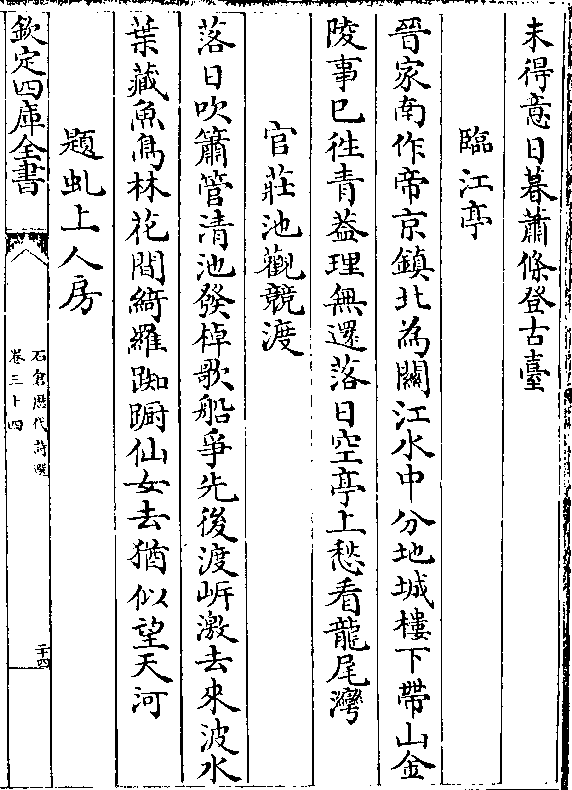 未得意日暮蕭條登古臺
臨江亭
晉家南作帝京鎮北為關江水中分地城樓下帶山金
陵事已往青葢理無還落日空亭上愁看龍尾灣
官莊池觀競渡
落日吹簫管清池發棹歌船爭先後渡岍激去來波水
葉藏魚鳥林花間綺羅踟蹰仙女去猶似望天河
題虬上人房
欽定四庫全書
石倉歷代詩選
卷三十四
二十四